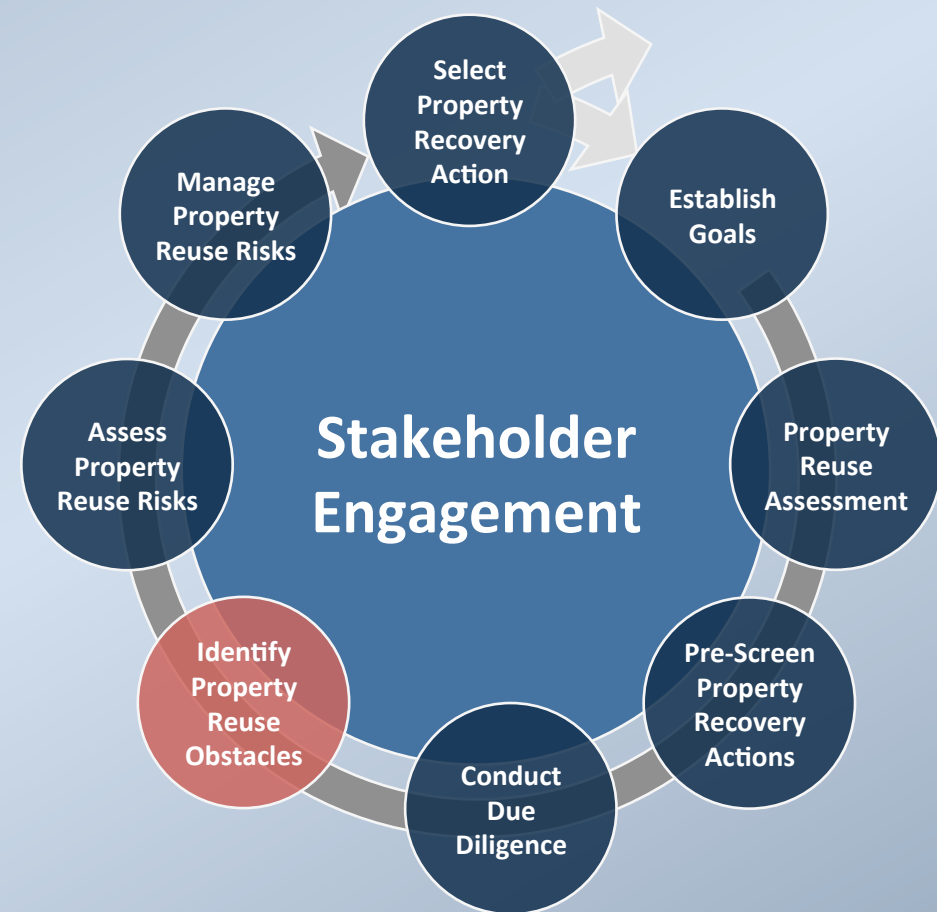 Select
Property
Recovery
Action
Establish
Goals
Property
Reuse
Assessment
Pre-Screen
Property
Recovery
Actions
Conduct
Due
Diligence
Identify
Property
Reuse
Obstacles
Assess
Property
Reuse Risks
Manage
Property
Reuse Risks
Stakeholder
Engagement